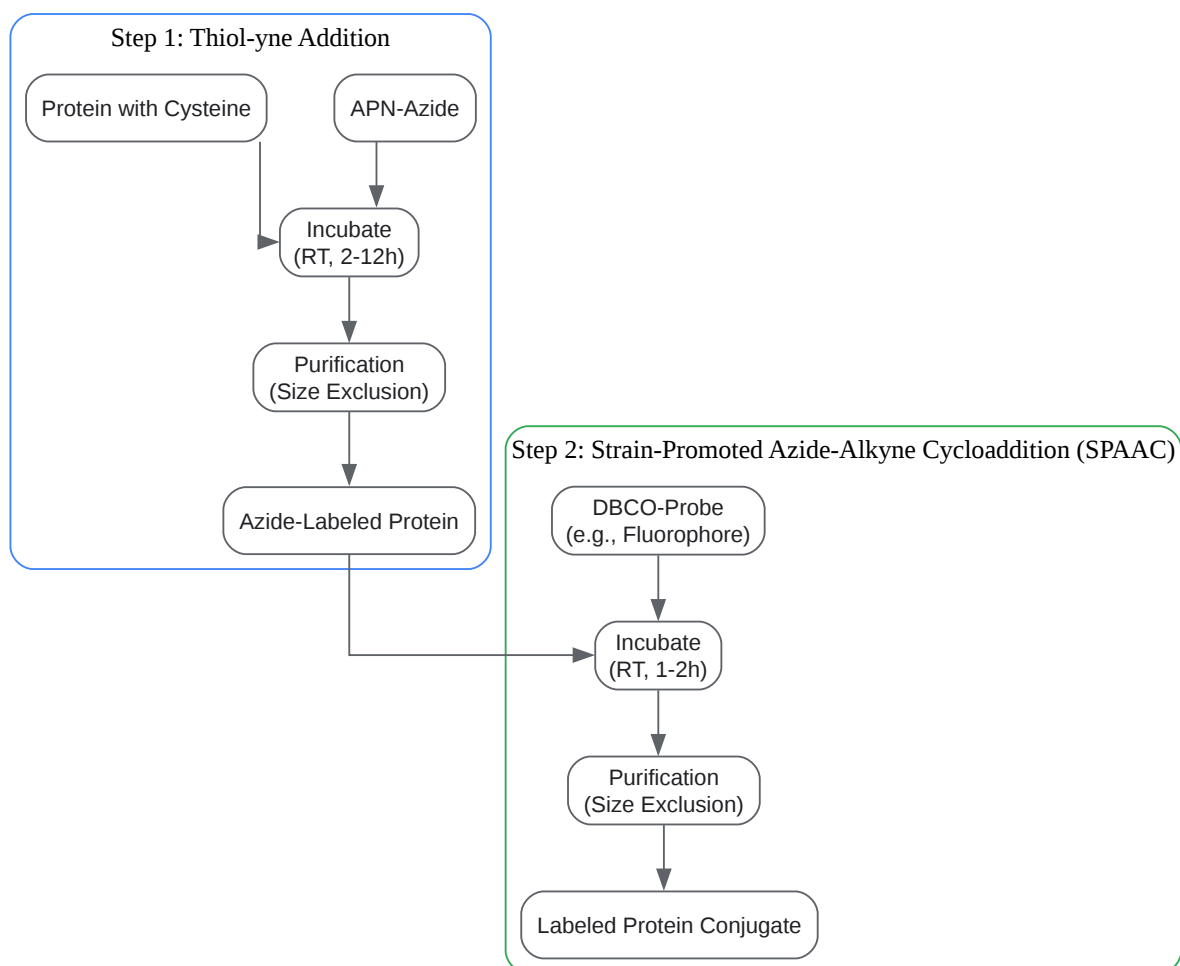 Step 1: Thiol-yne Addition
Protein with Cysteine
APN-Azide
Incubate
(RT, 2-12h)
Purification
(Size Exclusion)
Azide-Labeled Protein
Step 2: Strain-Promoted Azide-Alkyne Cycloaddition (SPAAC)
DBCO-Probe
(e.g., Fluorophore)
Incubate
(RT, 1-2h)
Purification
(Size Exclusion)
Labeled Protein Conjugate